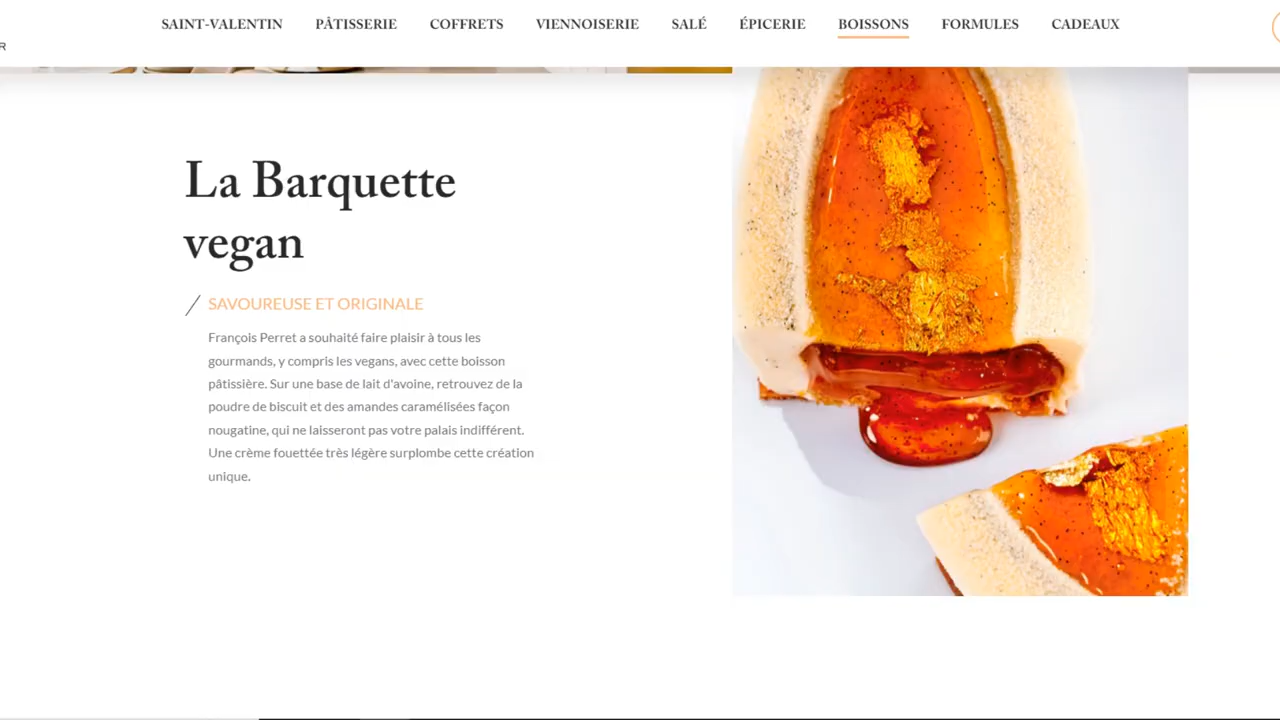 SAINT-VALENTIN PÂTISSERIE COFFRETS VIENNOISERIE SALÉ ÉPICERIE BOISSONS FORMULES CADEAUX
R
La Barquette
vegan
SAVOUREUSE ET ORIGINALE
François Perret a souhaité faire plaisir à tous les
gourmands, y compris les vegans, avec cette boisson
pâtissière. Sur une base de lait d'avoine, retrouvez de la
poudre de biscuit et des amandes caramélisées façon
nougatine, qui ne laisseront pas votre palais indifférent.
Une crème fouettée très légère surplombe cette création
unique.